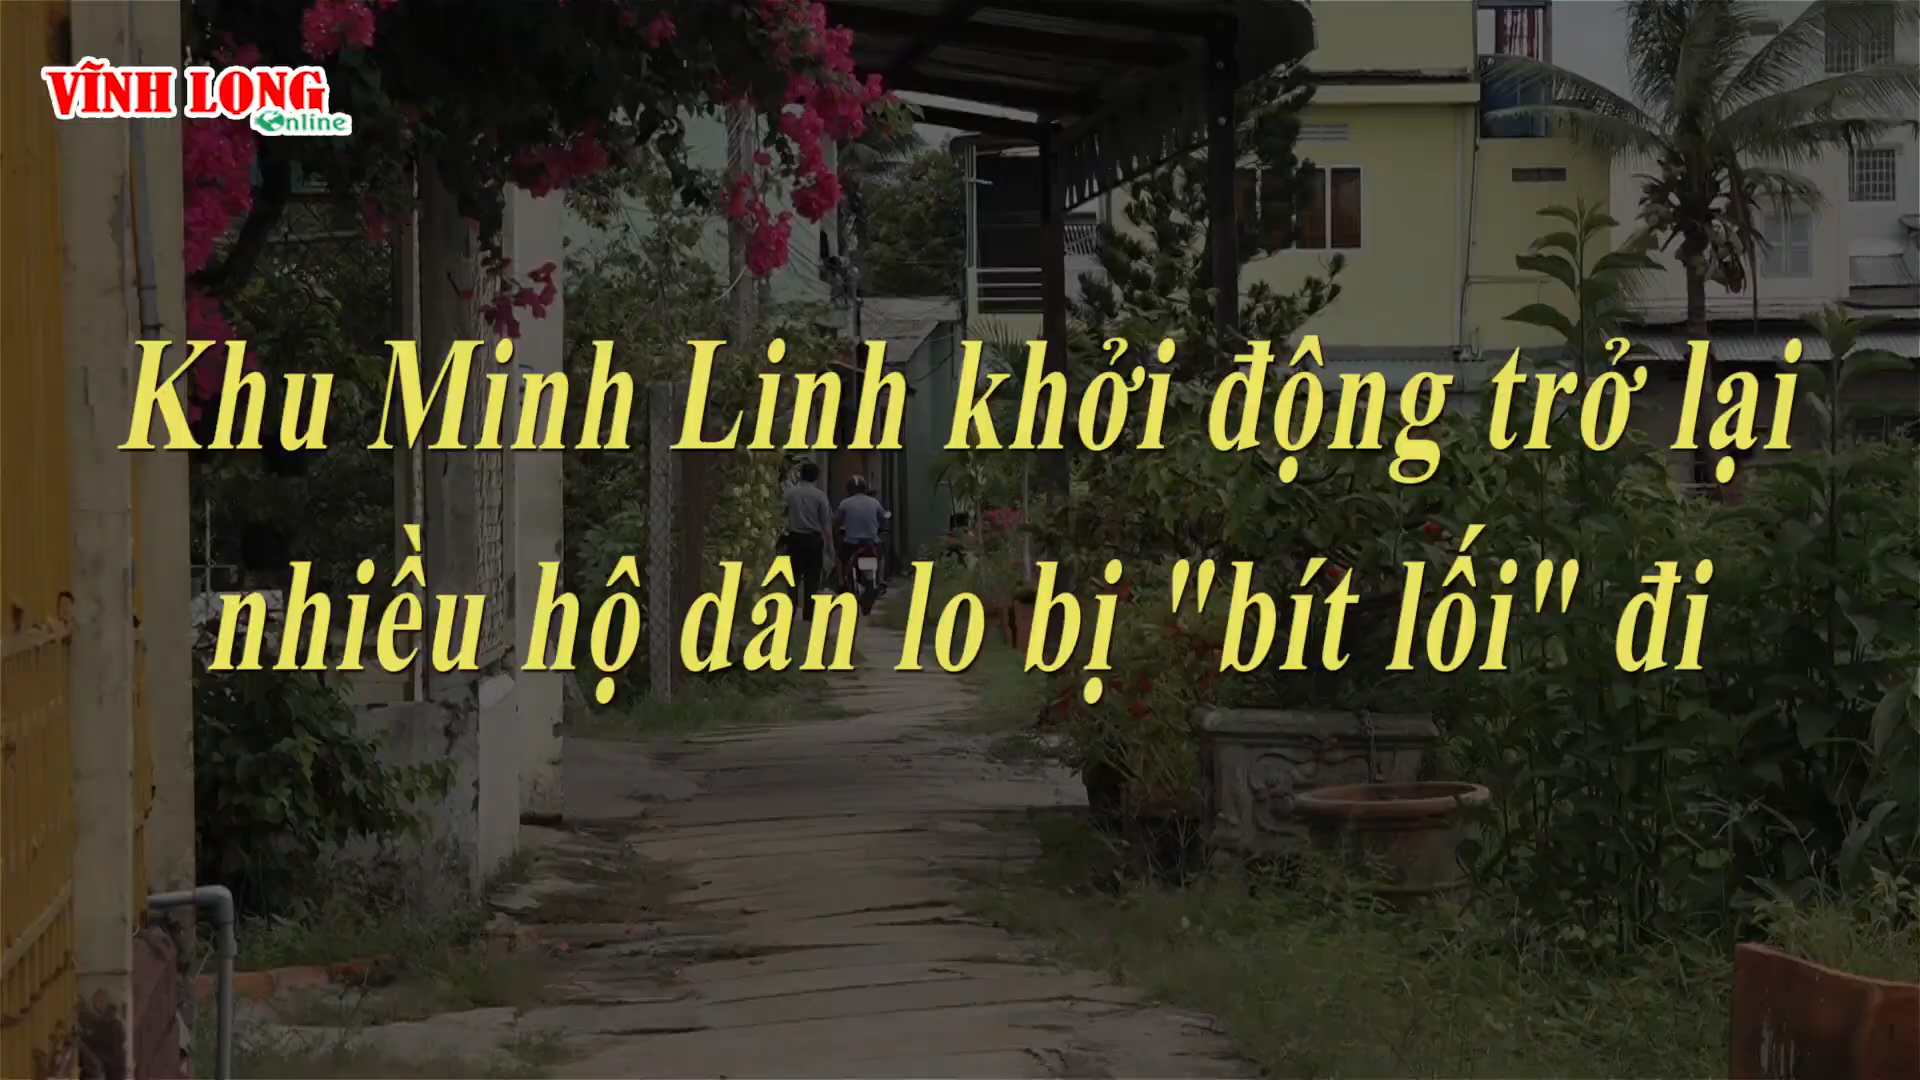 VĨNH LONG
Online
Khu Minh Linh khởi động trở lại
nhiều hộ dân lo bị "bít lối" đi